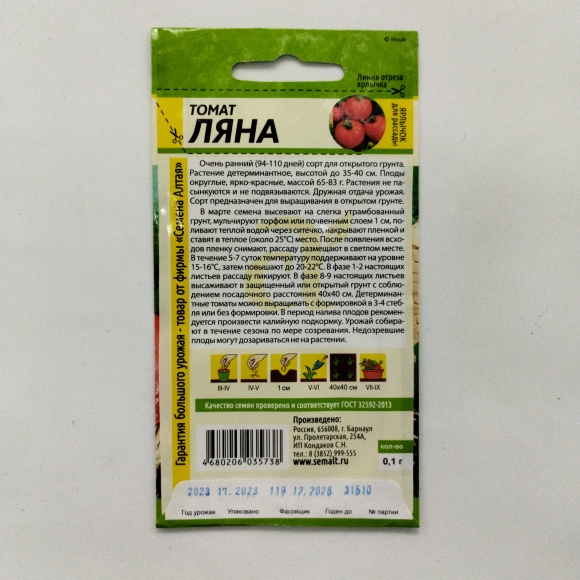 © Novik
Линия отреза
ярлычка
ТОМАТ
ЛЯНА
ЯРЛЫЧОК
для рассады
Очень ранний (94-110 дней) сорт для открытого грунта.
Растение детерминантное, высотой до 35-40 см. Плоды
округлые, ярко-красные, массой 65-83 г. Растения не па-
сынкуются и не подвязываются. Дружная отдача урожая.
Сорт предназначен для выращивания в открытом грунте.
В марте семена высевают на слегка утрамбованный
грунт, мульчируют торфом или почвенным слоем 1 см, по-
ливают теплой водой через ситечко, накрывают пленкой и
ставят в теплое (около 25°С) место. После появления всхо-
дов пленку снимают, рассаду размещают в светлом месте.
В течение 5-7 суток температуру поддерживают на уровне
15-16°С, затем повышают до 20-22°С. В фазе 1-2 настоящих
листьев рассаду пикируют. В фазе 8-9 настоящих листьев
высаживают в защищенный или открытый грунт с соблю-
дением посадочного расстояния 40х40 см. Детерминант-
ные томаты можно выращивать с формировкой в 3-4 стеб-
ля или без формировки. В период налива плодов рекомен-
дуется произвести калийную подкормку. Урожай собира-
ют в течение сезона по мере созревания. Недозревшие
плоды могут дозариваться не на растении.
Гарантия большого урожая - товар от фирмы «Семена Алтая»
III-IV IV-V 1 см V-VI 40х40 см VII-IX
Качество семян проверено и соответствует ГОСТ 32592-2013
4680206035738
Произведено:
Россия, 656008, г. Барнаул
ул. Пролетарская, 254А,
ИП Кондаков С.Н.
тел.: 8 (3852) 999-555
www.semalt.ru
кол-во
0,1 г
2023 11.2023 119 12.2028 31510
Год урожая Упаковано Фасовщик Годен до № партии